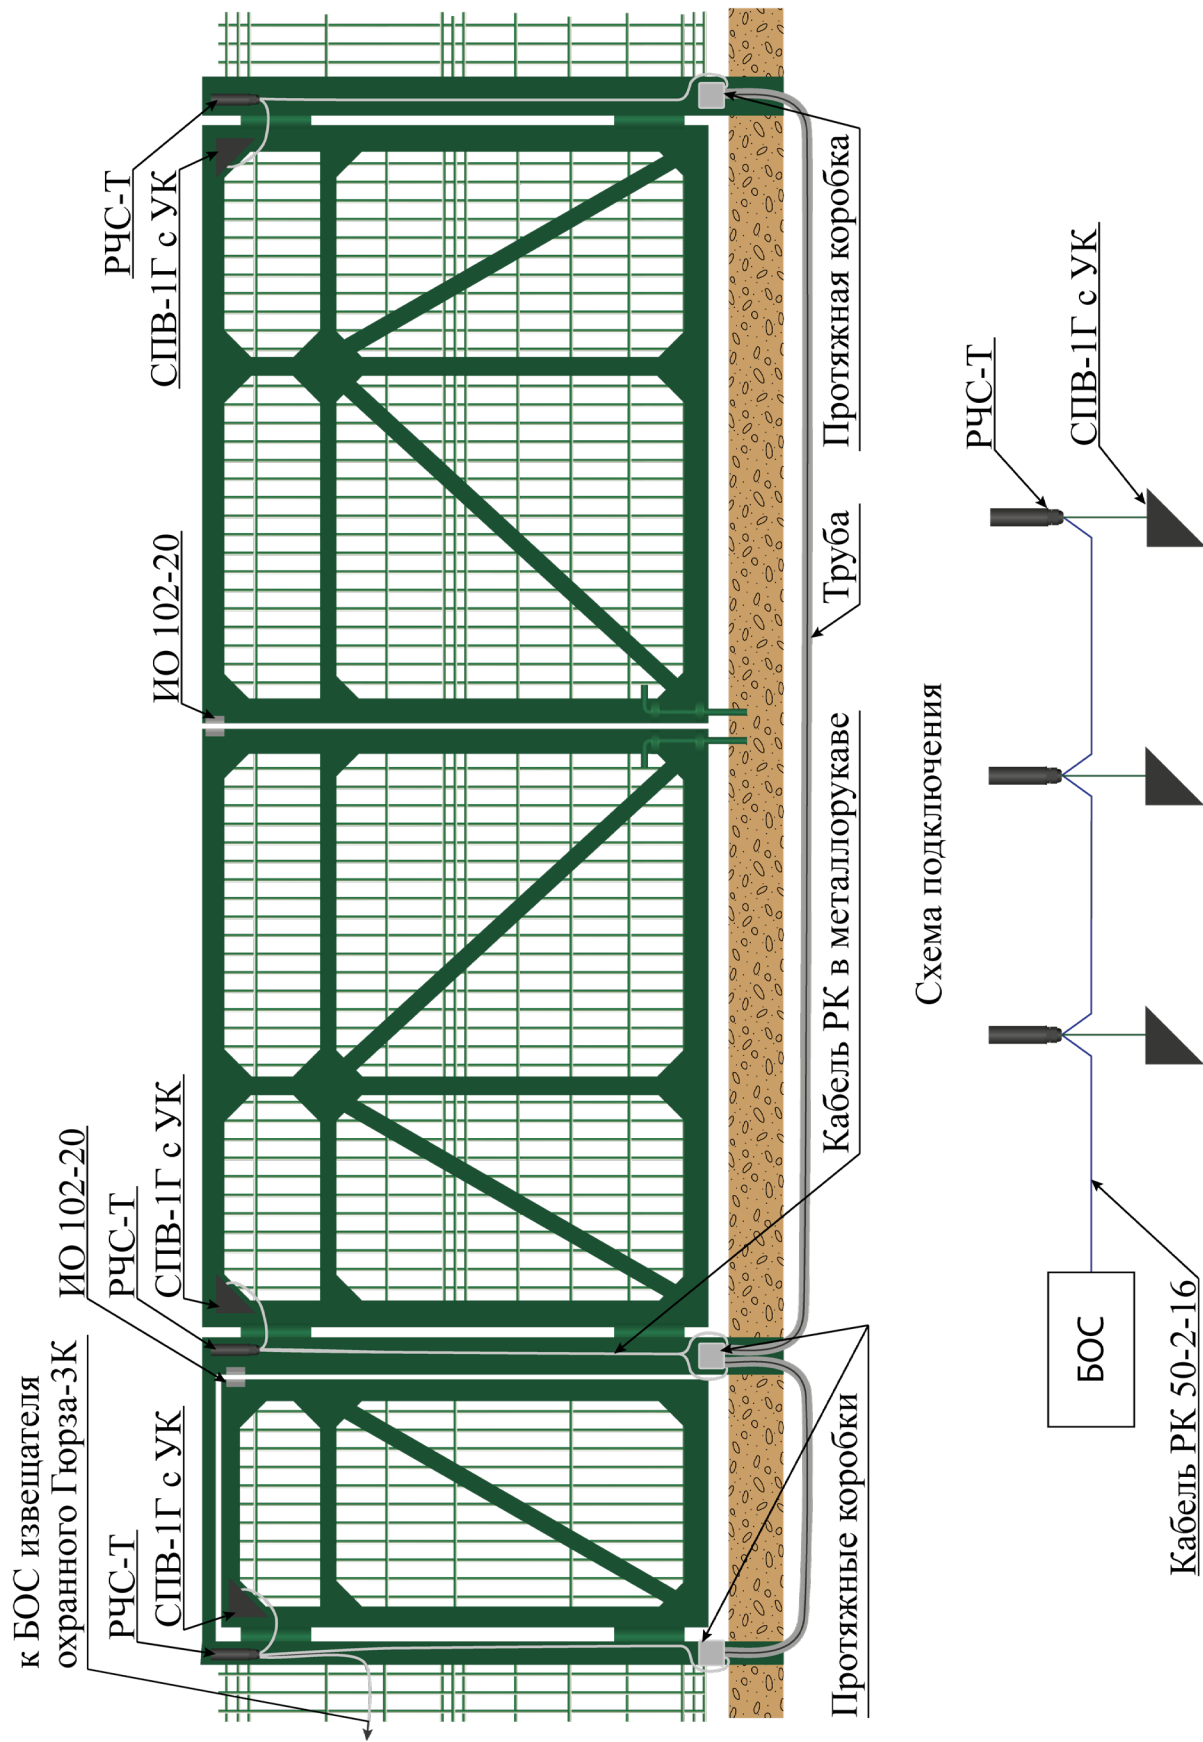 к БОС извещателя
охранного Гюрза-3К
ИО 102-20
РЧС-Т
СПВ-1Г с УК
РЧС-Т
СПВ-1Г с УК
ИО 102-20
РЧС-Т
СПВ-1Г с УК
Протяжные коробки
Кабель РК в металлорукаве
Труба
Протяжная коробка
Схема подключения
РЧС-Т
СПВ-1Г с УК
БОС
Кабель РК 50-2-16